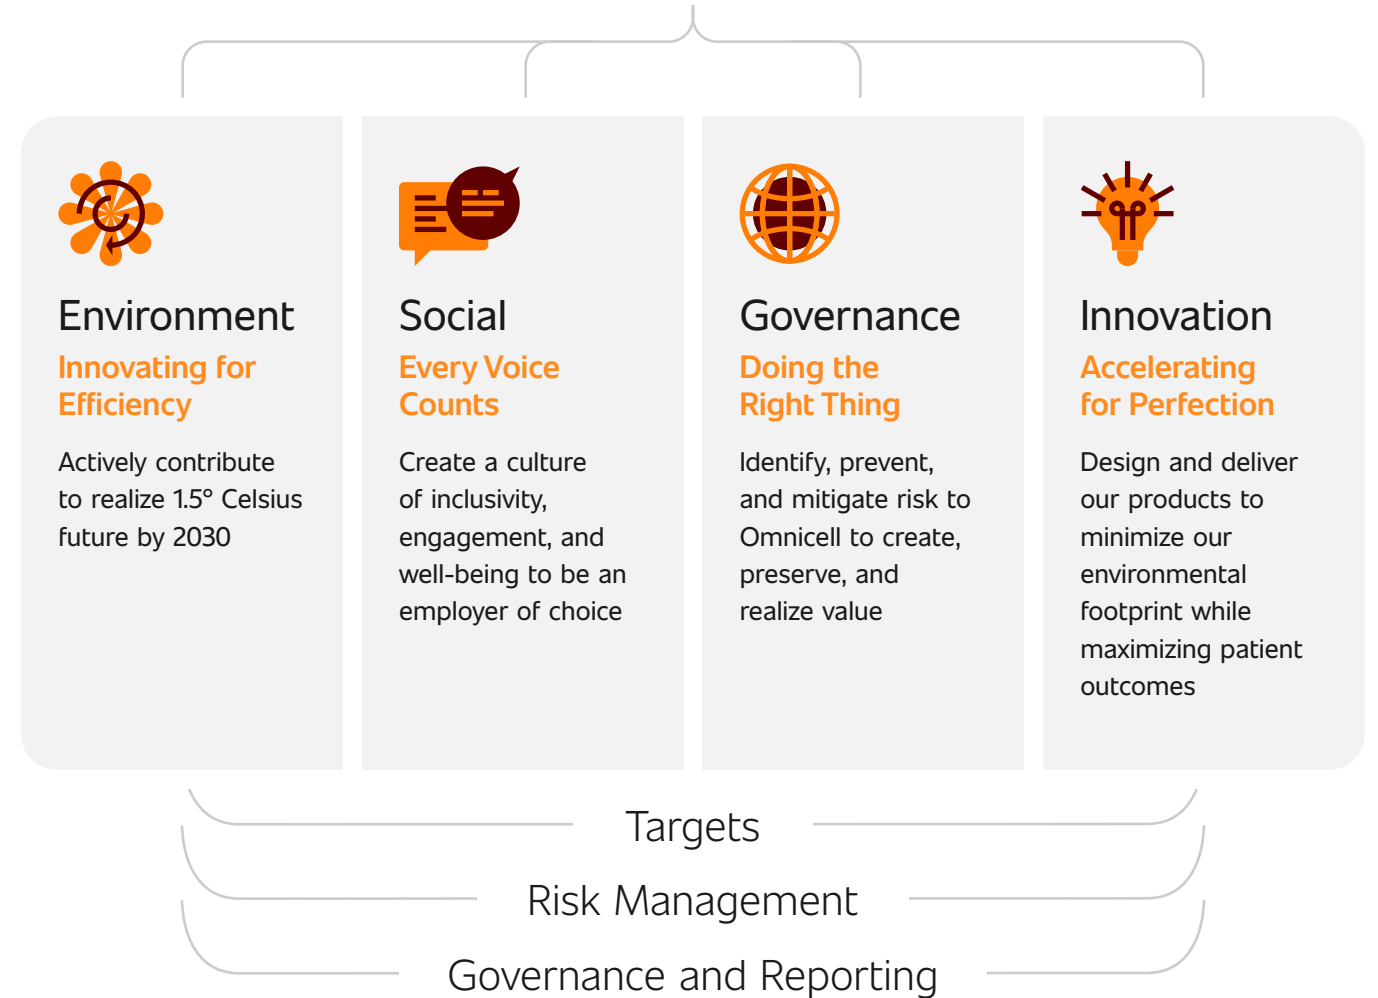 Environment
Innovating for
Efficiency
Actively contribute
to realize 1.5° Celsius
future by 2030
Social
Every Voice
Counts
Create a culture
of inclusivity,
engagement, and
well-being to be an
employer of choice
Governance
Doing the
Right Thing
Identify, prevent,
and mitigate risk to
Omnicell to create,
preserve, and
realize value
Innovation
Accelerating
for Perfection
Design and deliver
our products to
minimize our
environmental
footprint while
maximizing patient
outcomes
Targets
Risk Management
Governance and Reporting